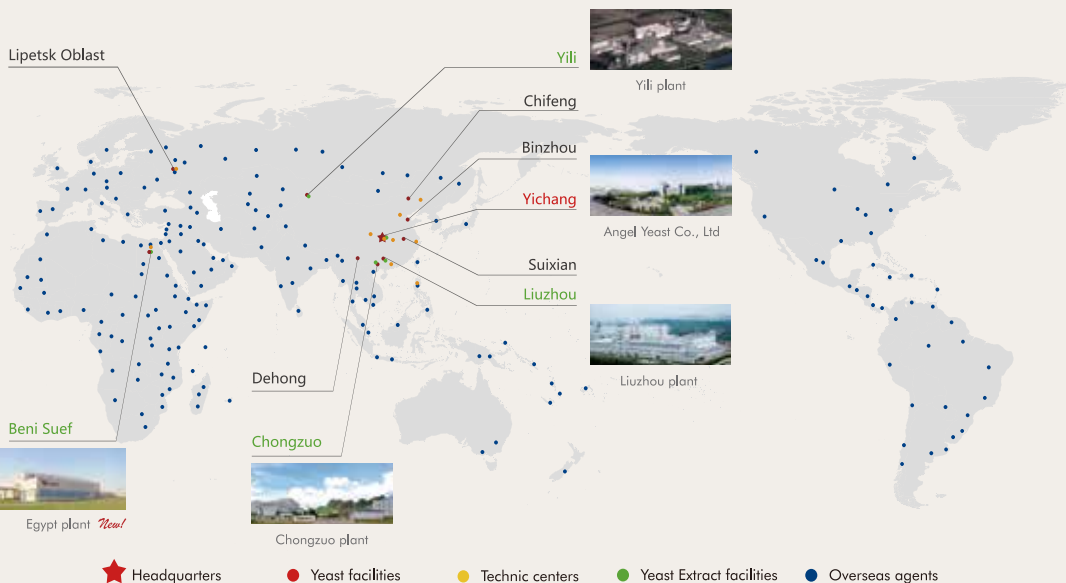 Lipetsk Oblast
Yili
Yili plant
Chifeng
Binzhou
Yichang
Angel Yeast Co., Ltd
Suixian
Liuzhou
Liuzhou plant
Dehong
Beni Suef
Chongzuo
Egypt plant New!
Chongzuo plant
Headquarters
Yeast facilities
Technic centers
Yeast Extract facilities
Overseas agents